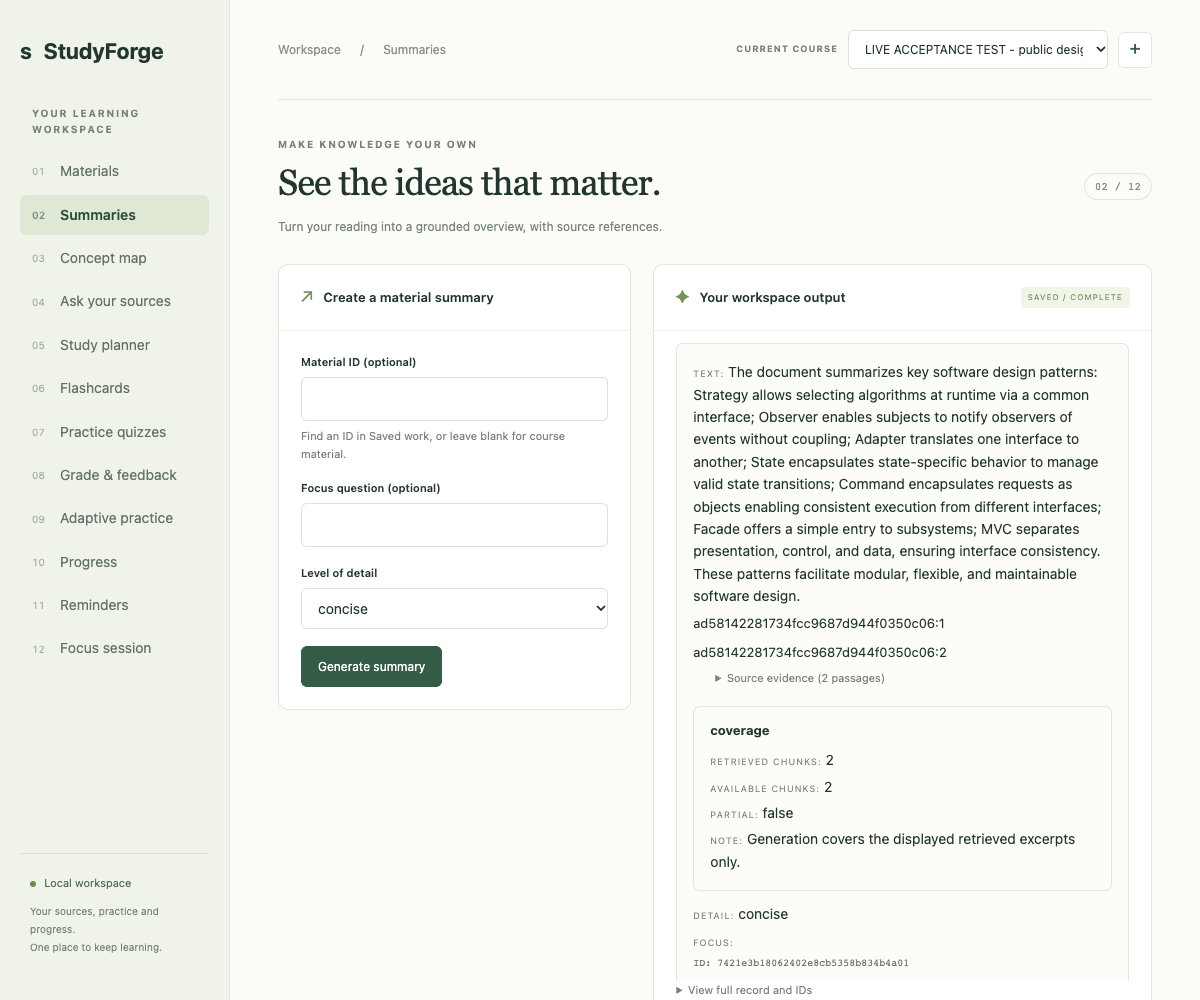 s StudyForge
YOUR LEARNING
WORKSPACE
01 Materials
02 Summaries
03 Concept map
04 Ask your sources
05 Study planner
06 Flashcards
07 Practice quizzes
08 Grade & feedback
09 Adaptive practice
10 Progress
11 Reminders
12 Focus session
Local workspace
Your sources, practice and
progress.
One place to keep learning.
Workspace / Summaries
CURRENT COURSE
LIVE ACCEPTANCE TEST - public desig
+
MAKE KNOWLEDGE YOUR OWN
See the ideas that matter.
02 / 12
Turn your reading into a grounded overview, with source references.
Create a material summary
Material ID (optional)
Find an ID in Saved work, or leave blank for course
material.
Focus question (optional)
Level of detail
concise
Generate summary
Your workspace output
SAVED / COMPLETE
TEXT: The document summarizes key software design patterns:
Strategy allows selecting algorithms at runtime via a common
interface; Observer enables subjects to notify observers of
events without coupling; Adapter translates one interface to
another; State encapsulates state-specific behavior to manage
valid state transitions; Command encapsulates requests as
objects enabling consistent execution from different interfaces;
Facade offers a simple entry to subsystems; MVC separates
presentation, control, and data, ensuring interface consistency.
These patterns facilitate modular, flexible, and maintainable
software design.
ad58142281734fcc9687d944f0350c06:1
ad58142281734fcc9687d944f0350c06:2
Source evidence (2 passages)
coverage
RETRIEVED CHUNKS: 2
AVAILABLE CHUNKS: 2
PARTIAL: false
NOTE: Generation covers the displayed retrieved excerpts
only.
DETAIL: concise
FOCUS:
ID: 7421e3b18062402e8cb5358b834b4a01
View full record and IDs